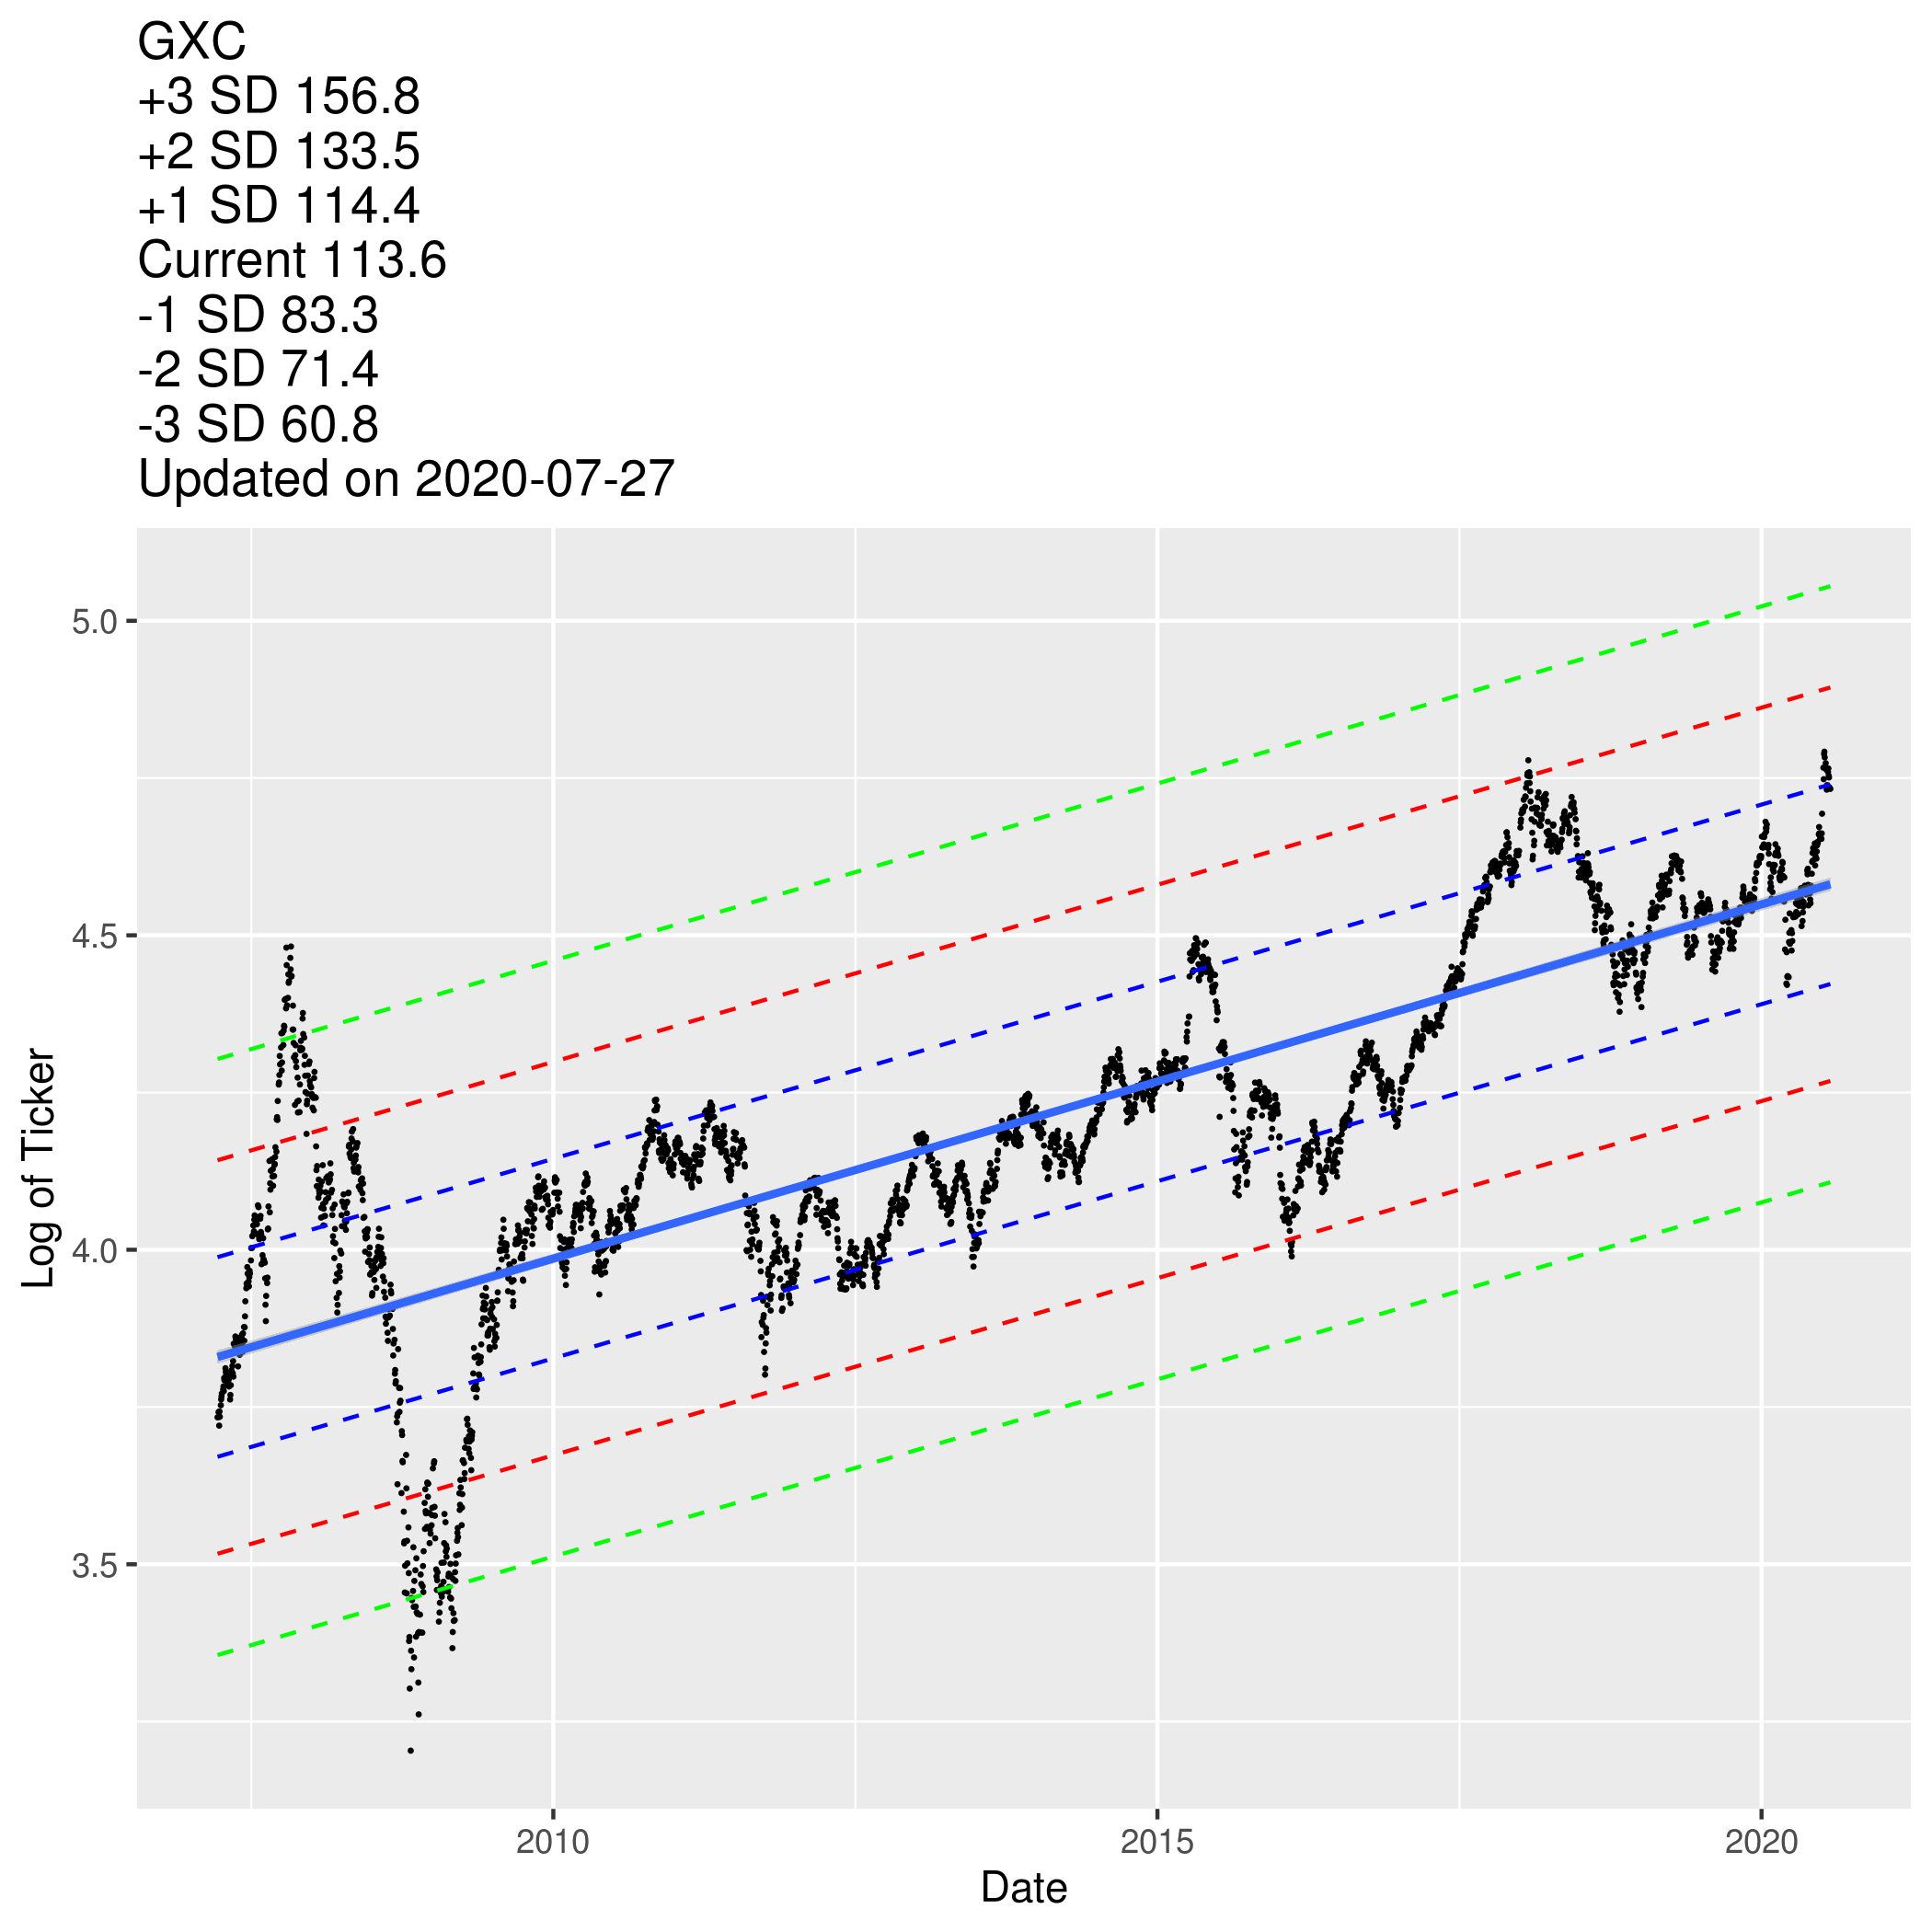 GXC
+3 SD 156.8
+2 SD 133.5
+1 SD 114.4
Current 113.6
-1 SD 83.3
-2 SD 71.4
-3 SD 60.8
Updated on 2020-07-27
5.0
4.5
4.0
3.5
Log of Ticker
2010
2015
2020
Date